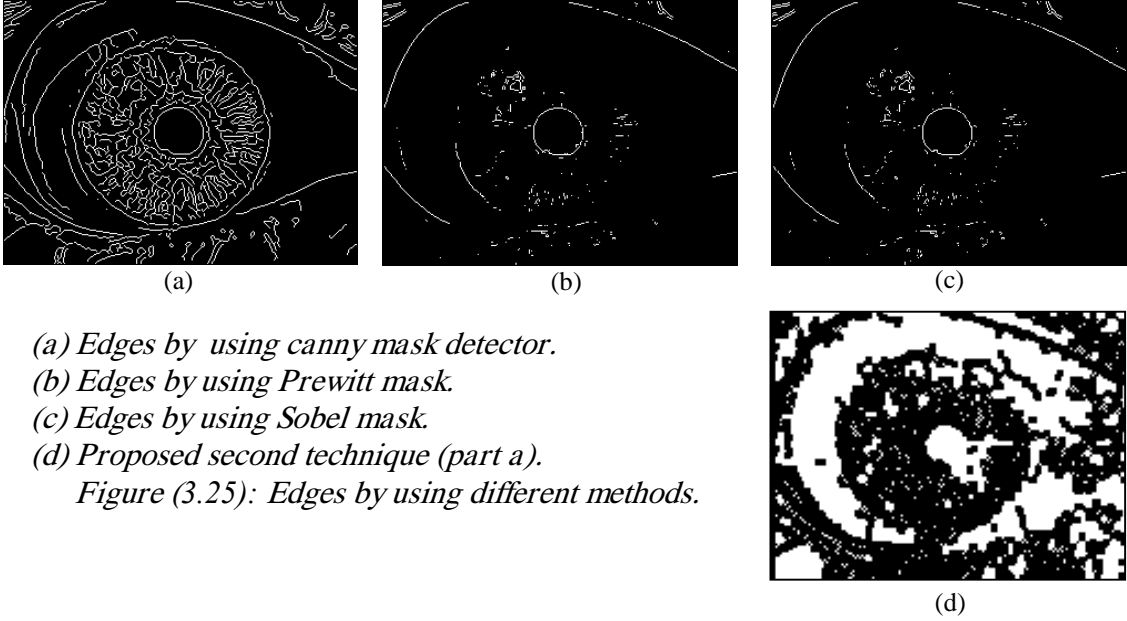 (a)
(b)
(c)
(a) Edges by using canny mask detector.
(b) Edges by using Prewitt mask.
(c) Edges by using Sobel mask.
(d) Proposed second technique (part a).
Figure (3.25): Edges by using different methods.
(d)